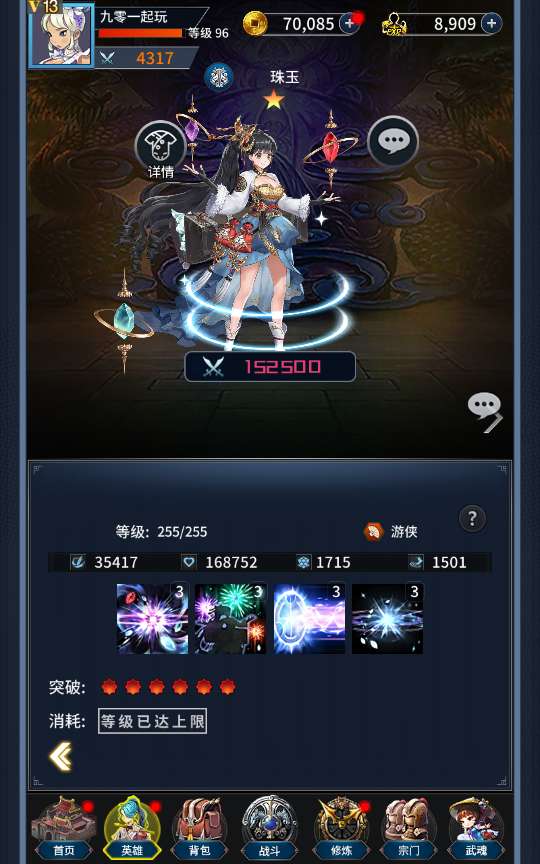 V13
九零一起玩
等级 96
4317
70,085
EXP
8,909
珠玉
详情
152500
?
等级: 255/255
游侠
35417
168752
1715
1501
3
3
3
3
突破:
消耗:
等级已达上限
首页
英雄
背包
战斗
修炼
宗门
武魂